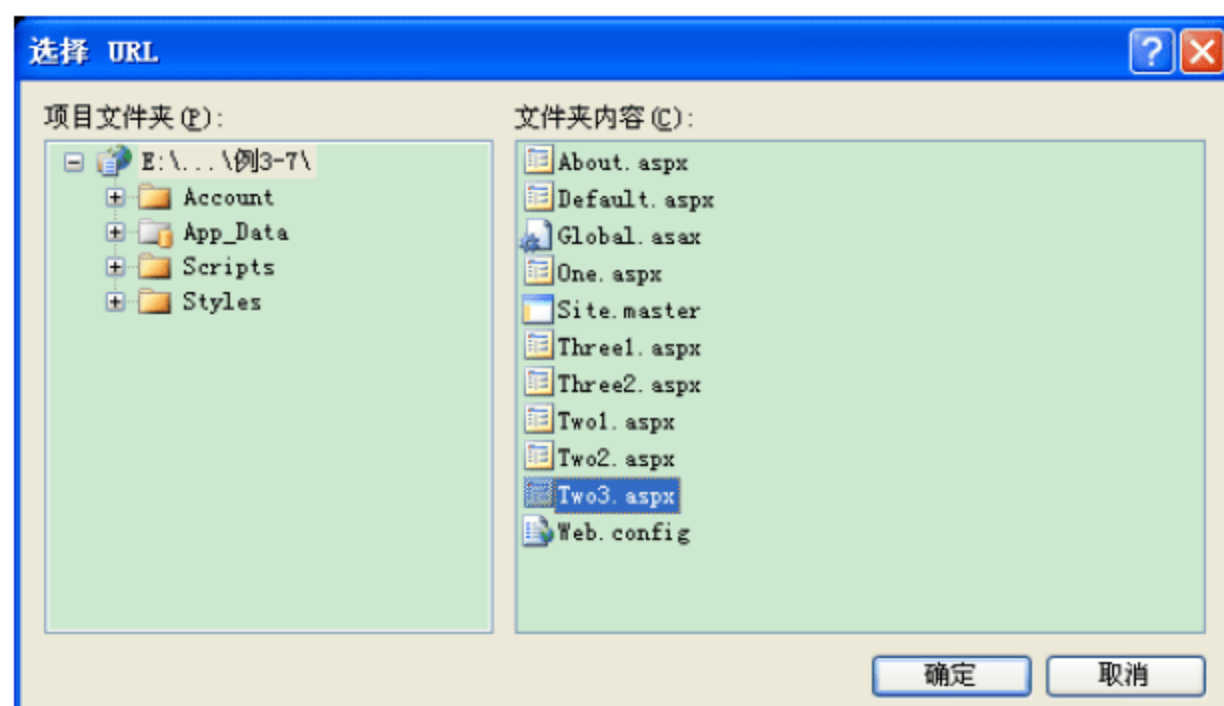 选择 URL
项目文件夹(P):
E:\...\例3-7\
Account
App_Data
Scripts
Styles
文件夹内容(C):
About.aspx
Default.aspx
Global.asax
One.aspx
Site.master
Three1.aspx
Three2.aspx
Two1.aspx
Two2.aspx
Two3.aspx
Web.config
确定
取消